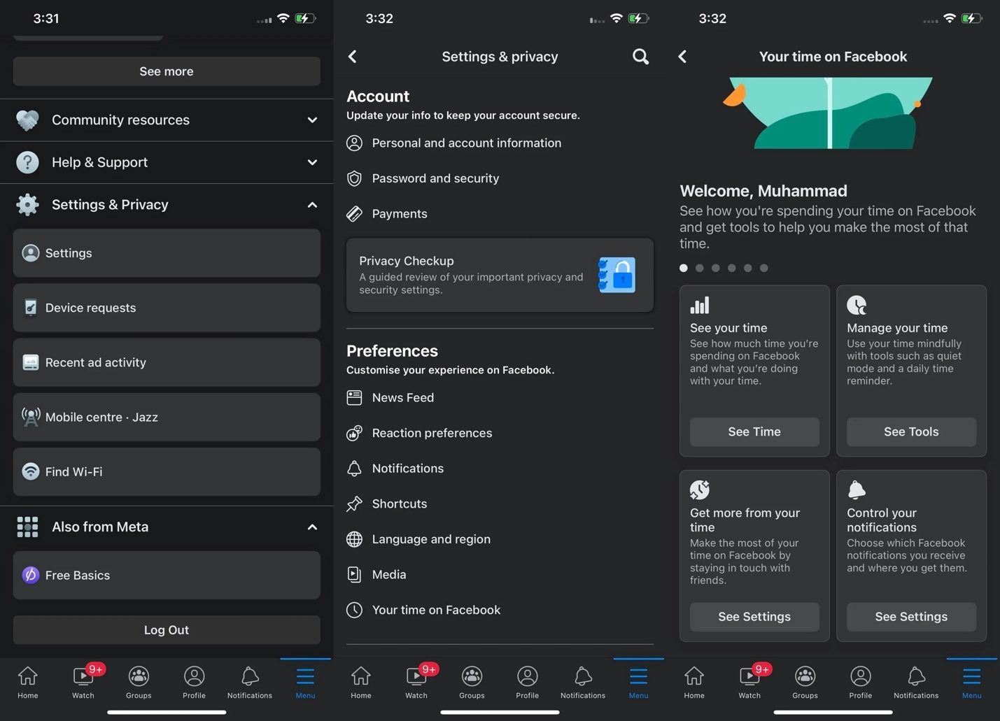 3:31
See more
Community resources
Help & Support
Settings & Privacy
Settings
Device requests
Recent ad activity
Mobile centre · Jazz
Find Wi-Fi
Also from Meta
Free Basics
Log Out
9+
Home
Watch
Groups
Profile
Notifications
Menu
3:32
Settings & privacy
Account
Update your info to keep your account secure.
Personal and account information
Password and security
Payments
Privacy Checkup
A guided review of your important privacy and
security settings.
Preferences
Customise your experience on Facebook.
News Feed
Reaction preferences
Notifications
Shortcuts
Language and region
Media
Your time on Facebook
9+
Home
Watch
Groups
Profile
Notifications
Menu
3:32
Your time on Facebook
Welcome, Muhammad
See how you're spending your time on Facebook
and get tools to help you make the most of that
time.
See your time
See how much time you're
spending on Facebook
and what you're doing
with your time.
See Time
Manage your time
Use your time mindfully
with tools such as quiet
mode and a daily time
reminder.
See Tools
Get more from your
time
Make the most of your
time on Facebook by
staying in touch with
friends.
See Settings
Control your
notifications
Choose which Facebook
notifications you receive
and where you get them.
See Settings
9+
Home
Watch
Groups
Profile
Notifications
Menu